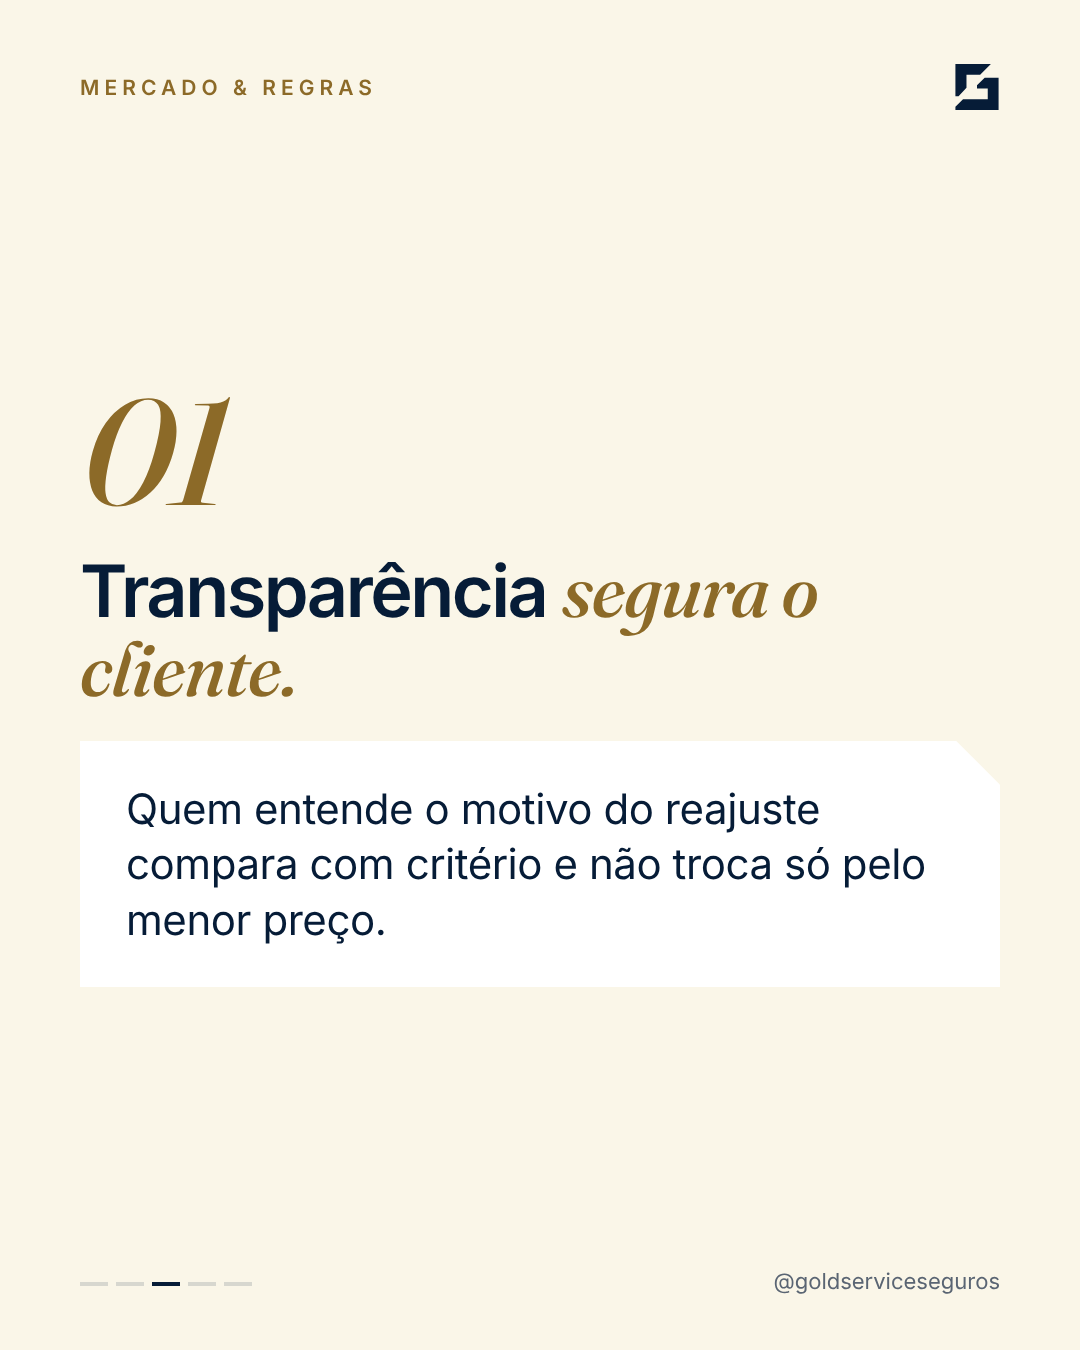 MERCADO & REGRAS
01
Transparência segura o
cliente.
Quem entende o motivo do reajuste
compara com critério e não troca só pelo
menor preço.
@goldserviceseguros